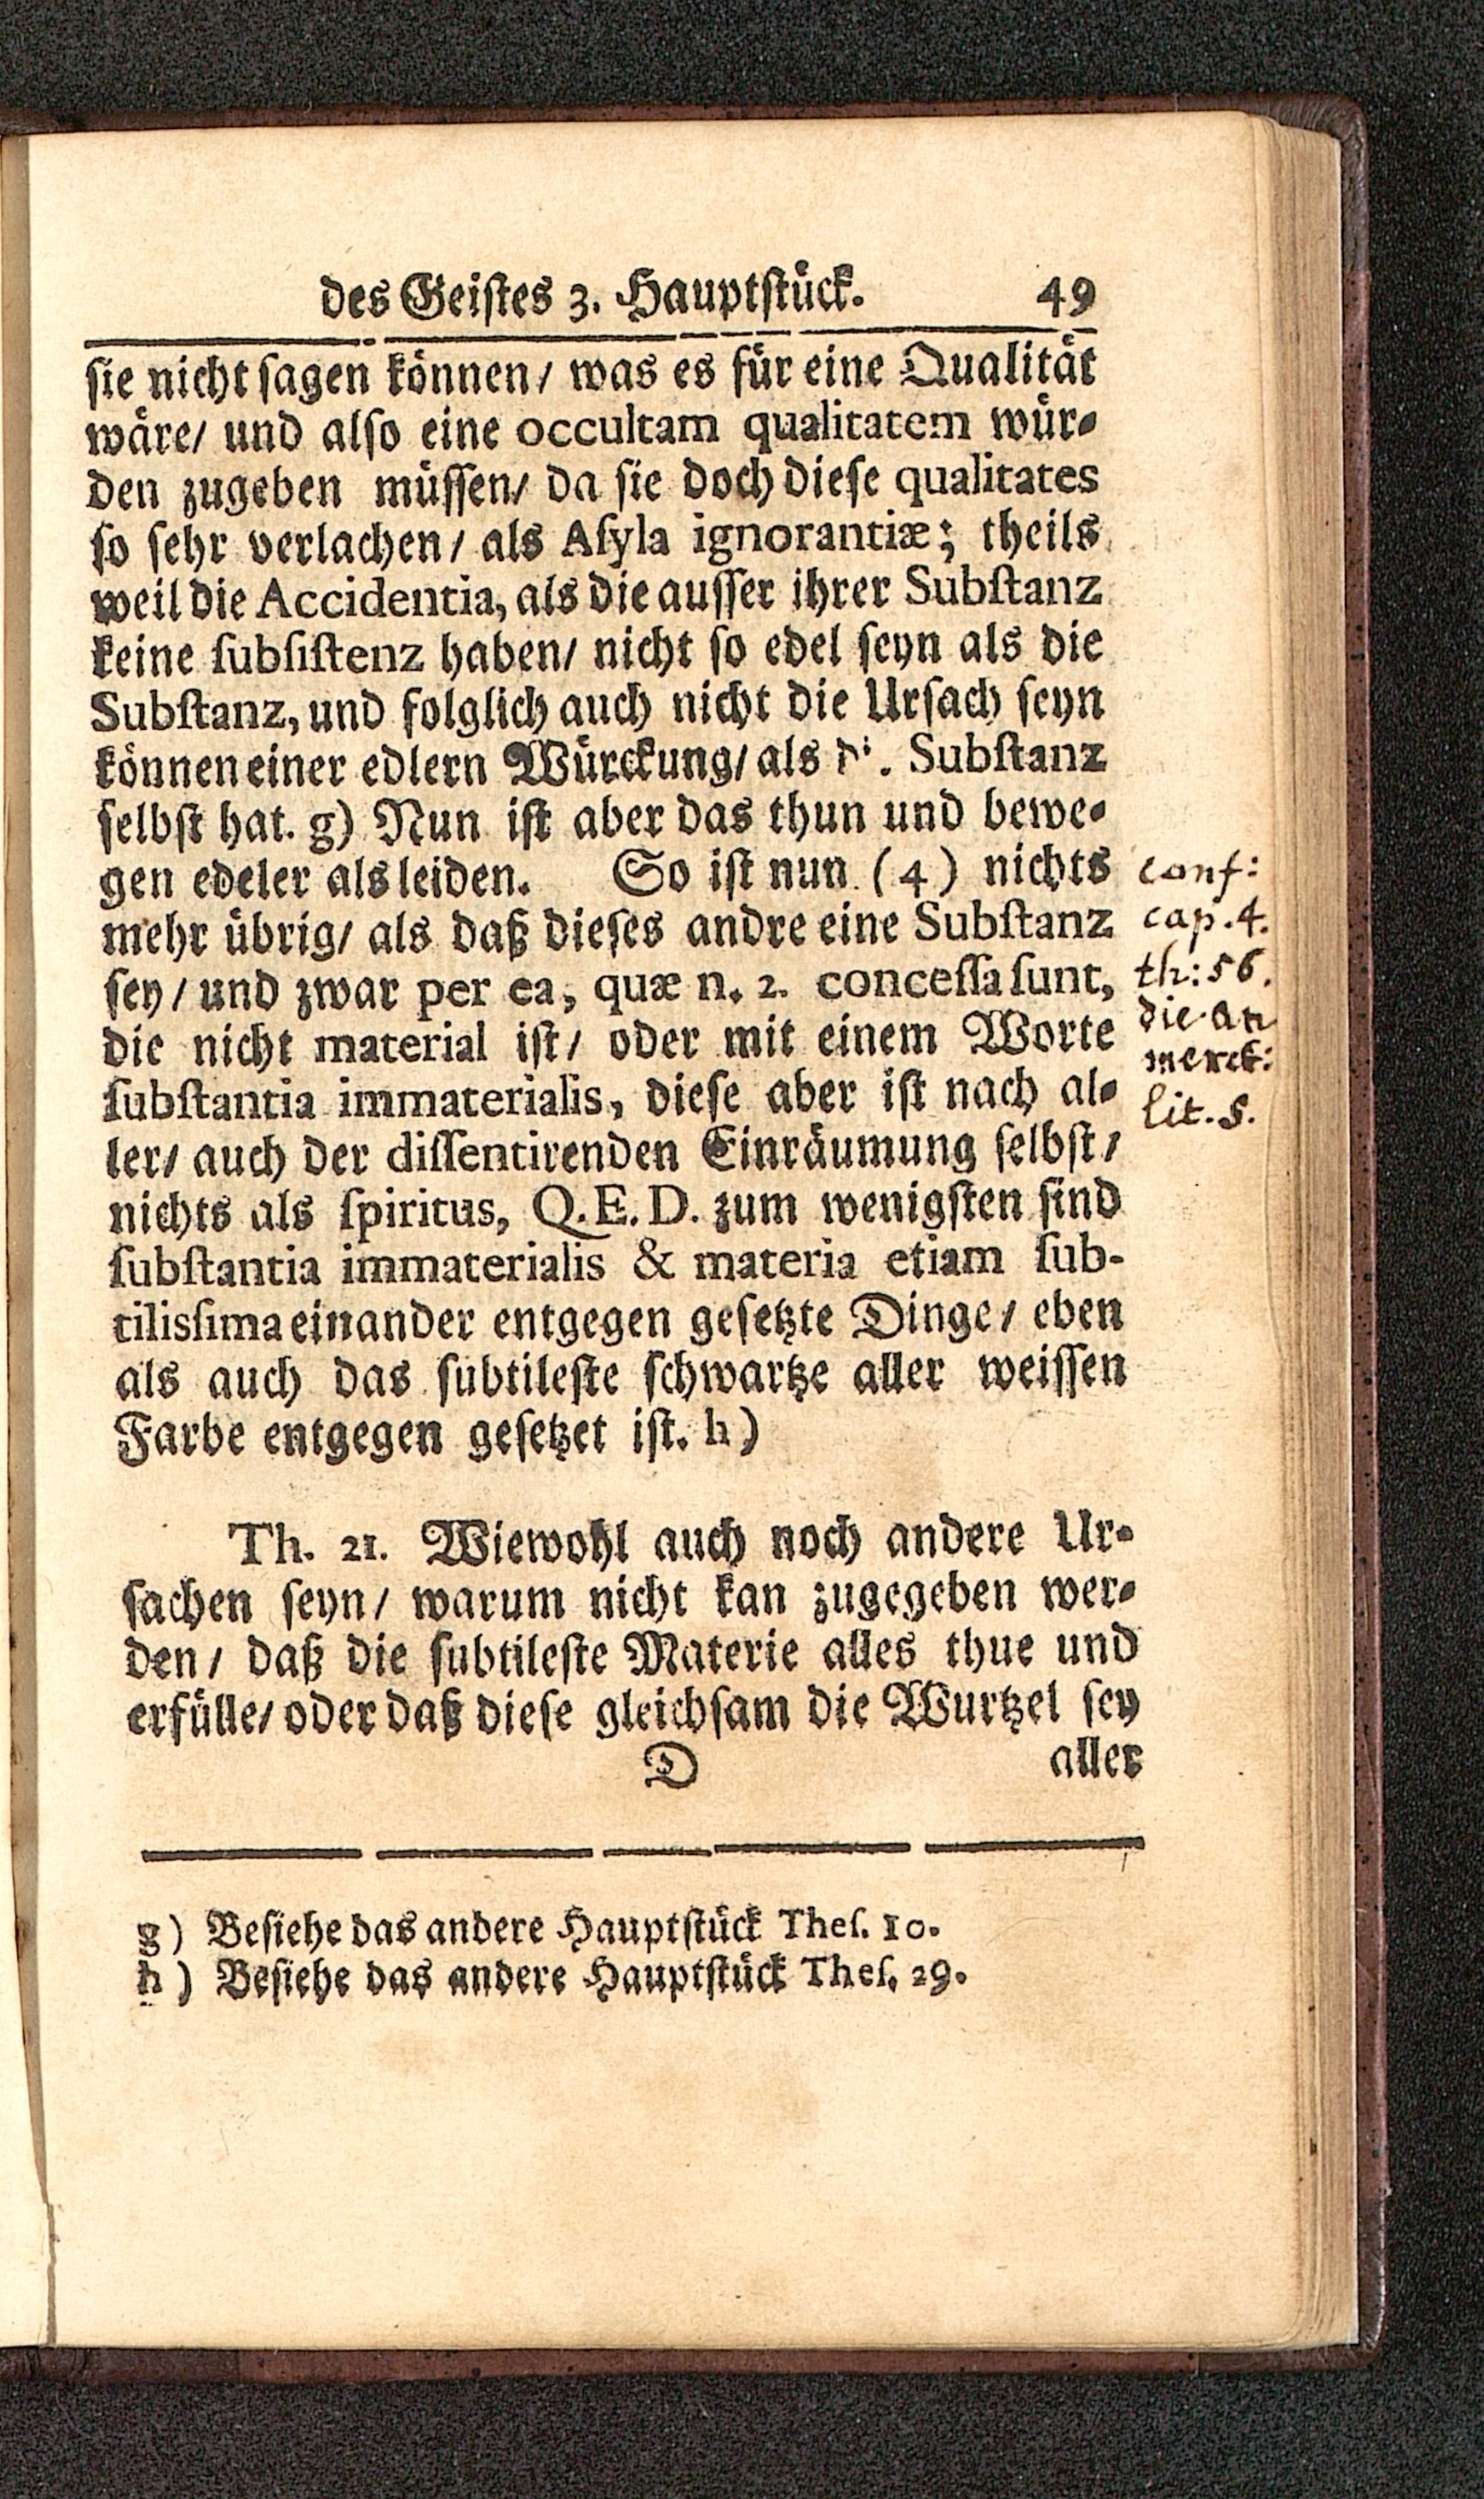 des Geiſtes 3. Hauptſtück. 49
ſie nicht ſagen können / was es für eine Qualität
wäre / und alſo eine occultam qualitatem wür⸗
den zugeben müſſen / da ſie doch dieſe qualitates
ſo ſehr verlachen / als Aſyla ignorantiæ; theils
weil die Accidentia, als die auſſer ihrer Subſtanz
keine ſubſiſtenz haben / nicht ſo edel ſeyn als die
Subſtanz, und folglich auch nicht die Urſach ſeyn
können einer edlern Würckung / als di. Subſtanz
ſelbſt hat. g) Nun iſt aber das thun und bewe⸗
gen edeler als leiden. So iſt nun (4) nichts
mehr übrig / als daß dieſes andre eine Subſtanz
ſey / und zwar per ea, quæ n. 2. conceſſa ſunt,
die nicht material iſt / oder mit einem Worte
ſubſtantia immaterialis, dieſe aber iſt nach al⸗
ler / auch der diſſentirenden Einräumung ſelbſt /
nichts als ſpiritus, Q. E. D. zum wenigſten ſind
ſubſtantia immaterialis & materia etiam ſub-
tilisſima einander entgegen geſetzte Dinge / eben
als auch das ſubtileſte ſchwartze aller weiſſen
Farbe entgegen geſetzet iſt. h)
conf:
cap. 4.
th: 56.
die an
merck:
lit. s.
Th. 21. Wiewohl auch noch andere Ur⸗
ſachen ſeyn / warum nicht kan zugegeben wer⸗
den / daß die ſubtileſte Materie alles thue und
erfülle / oder daß dieſe gleichſam die Wurtzel ſey
D aller
g) Beſiehe das andere Hauptſtück Theſ. 10.
h) Beſiehe das andere Hauptſtück Theſ. 29.